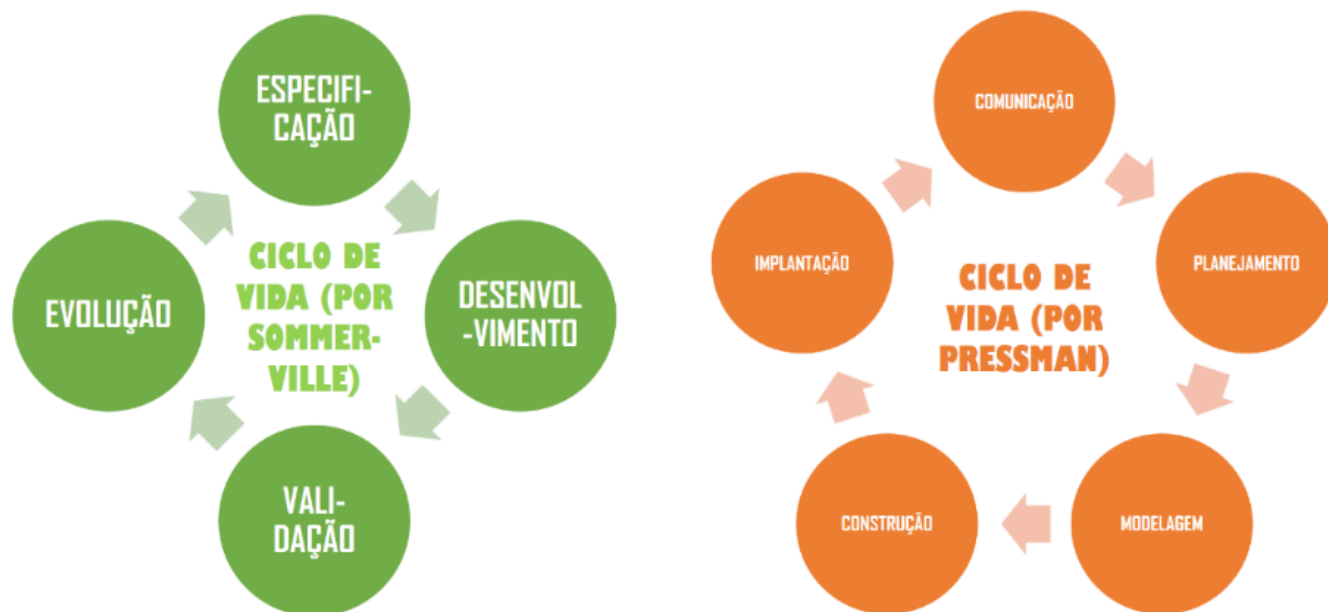 ESPECIFI-
CAÇÃO
DESENVOL
-VIMENTO
VALI-
DAÇÃO
EVOLUÇÃO
CICLO DE
VIDA (POR
SOMMER-
VILLE)
COMUNICAÇÃO
PLANEJAMENTO
MODELAGEM
CONSTRUÇÃO
IMPLANTAÇÃO
CICLO DE
VIDA (POR
PRESSMAN)